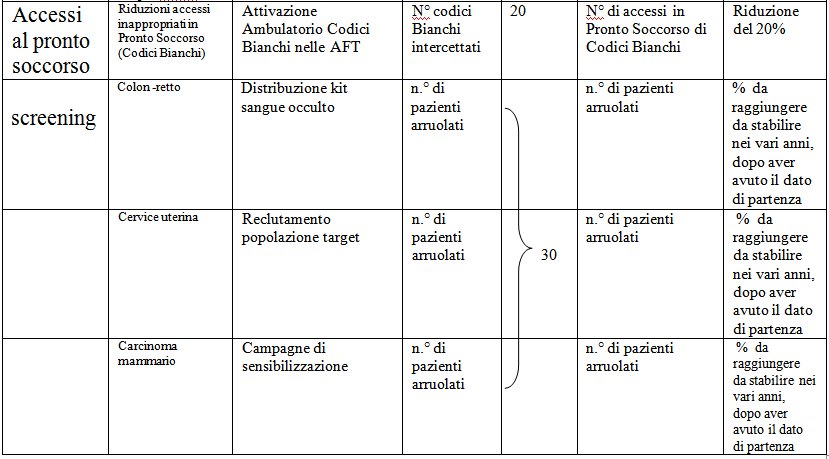 Accessi
al pronto
soccorso
Riduzioni accessi
inappropriati in
Pronto Soccorso
(Codici Bianchi)
Attivazione
Ambulatorio Codici
Bianchi nelle AFT
N° codici
Bianchi
intercettati
20
N° di accessi in
Pronto Soccorso di
Codici Bianchi
Riduzione
del 20%
screening
Colon -retto
Distribuzione kit
sangue occulto
n.° di
pazienti
arruolati
n.° di pazienti
arruolati
% da
raggiungere
da stabilire
nei vari anni,
dopo aver
avuto il dato
di partenza
Cervice uterina
Reclutamento
popolazione target
n.° di
pazienti
arruolati
30
n.° di pazienti
arruolati
% da
raggiungere
da stabilire
nei vari anni,
dopo aver
avuto il dato
di partenza
Carcinoma
mammario
Campagne di
sensibilizzazione
n.° di
pazienti
arruolati
n.° di pazienti
arruolati
% da
raggiungere
da stabilire nei
vari anni,
dopo aver
avuto il dato
di partenza